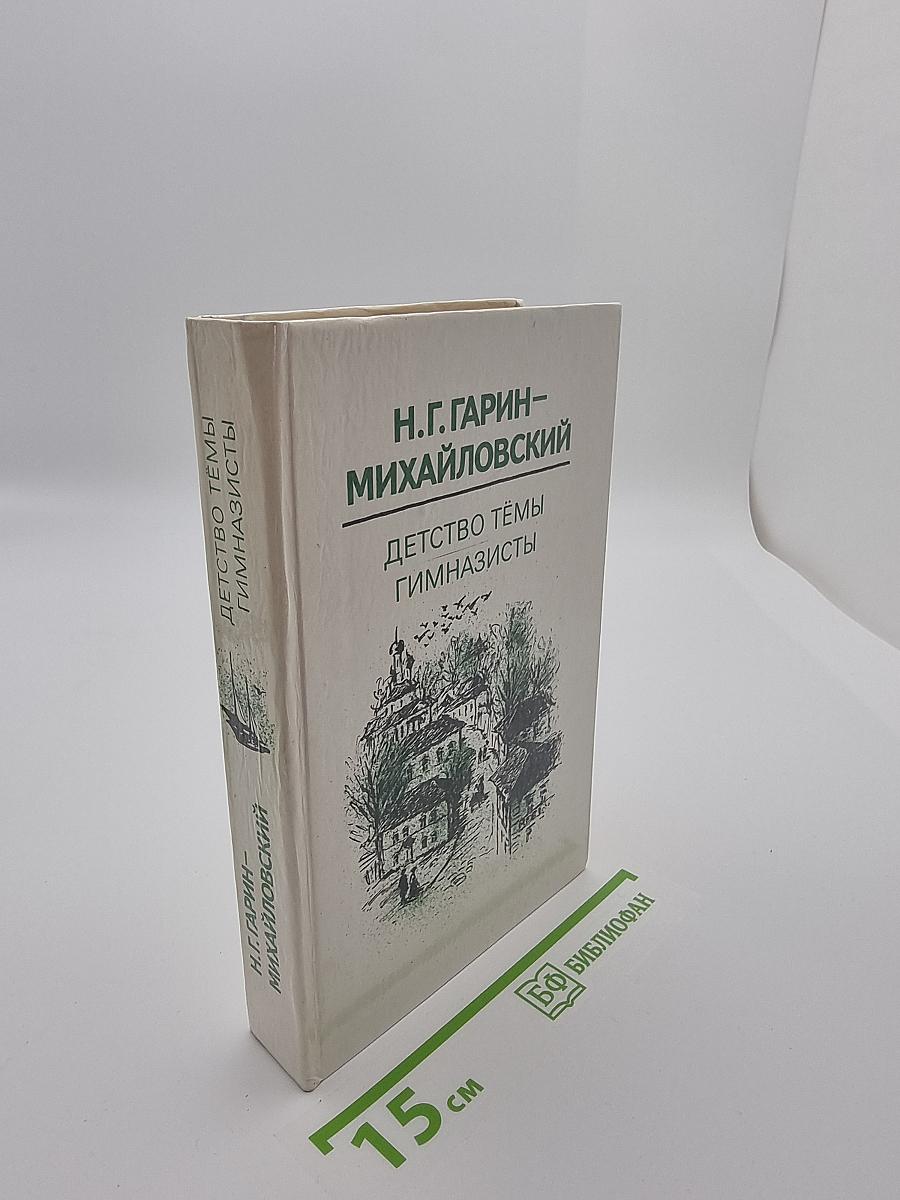 Н.Г.ГАРИН–
МИХАЙЛОВСКИЙ
ДЕТСТВО ТЁМЫ
ГИМНАЗИСТЫ
ДЕТСТВО ТЁМЫ
ГИМНАЗИСТЫ
Н.Г.ГАРИН–
МИХАЙЛОВСКИЙ
БФ БИБЛИОФАН
15 см